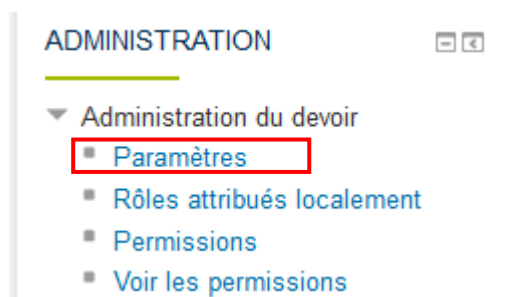 ADMINISTRATION
Administration du devoir
Paramètres
Rôles attribués localement
Permissions
Voir les permissions